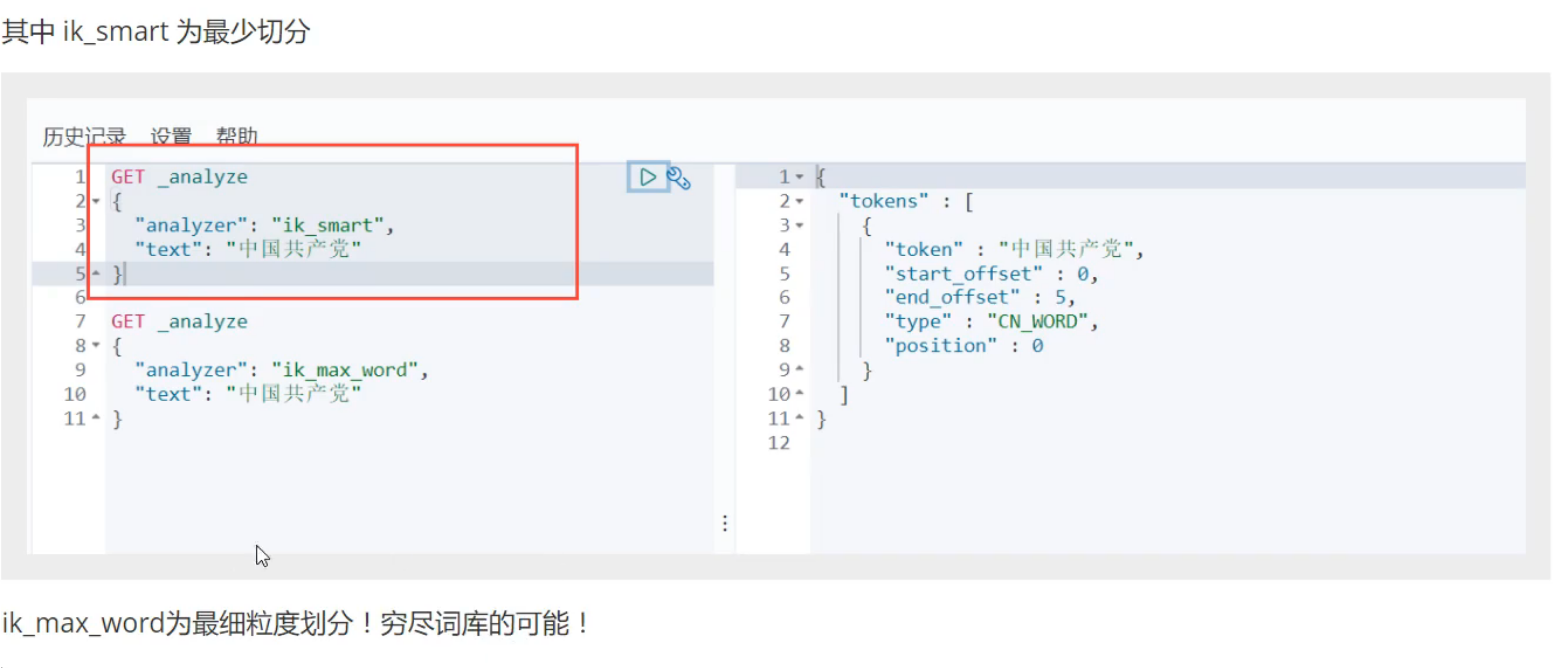 其中 ik_smart 为最少切分
历史记录 设置 帮助
1 GET _analyze
2 {
3 "analyzer": "ik_smart",
4 "text": "中国共产党"
5 }
6
7 GET _analyze
8 {
9 "analyzer": "ik_max_word",
10 "text": "中国共产党"
11 }
1 {
2 "tokens" : [
3 {
4 "token" : "中国共产党",
5 "start_offset" : 0,
6 "end_offset" : 5,
7 "type" : "CN_WORD",
8 "position" : 0
9 }
10 ]
11 }
12
ik_max_word为最细粒度划分！穷尽词库的可能！